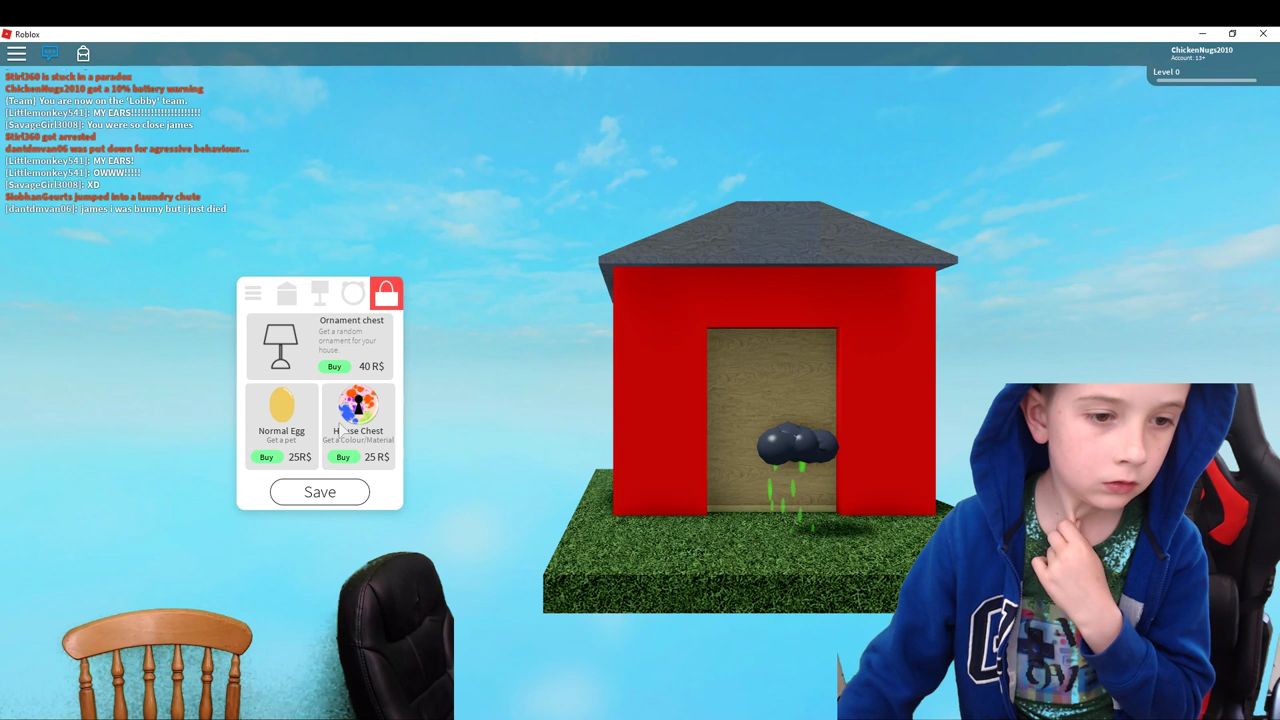 Roblox
ChickenNugs2010
Account: 13+
Level 0
Stirl360 is stuck in a paradox
ChickenNugs2010 got a 10% battery warning
{Team} You are now on the 'Lobby' team.
[Littlemonkey541]: MY EARS!!!!!!!!!!!!!!!!!!!!!
[SavageGirl3008]: You were so close james
Stirl360 got arrested
dantdmvan06 was put down for agressive behaviour...
[Littlemonkey541]: MY EARS!
[Littlemonkey541]: OWWW!!!!!
[SavageGirl3008]: XD
SiobhanGeurts jumped into a laundry chute
[dantdmvan06]: james i was bunny but i just died
Ornament chest
Get a random
ornament for your
house.
Buy 40 R$
Normal Egg
Get a pet
Buy 25R$
Chest
Get a Colour/Material
Buy 25 R$
Save